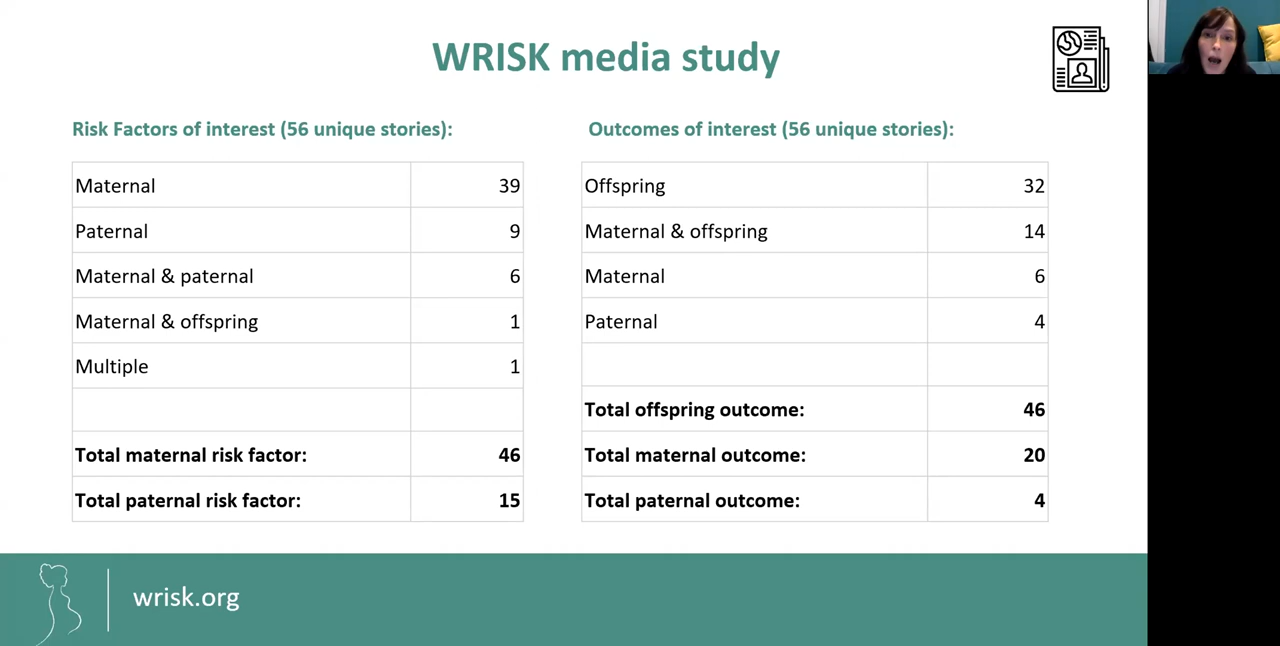 WRISK media study
Risk Factors of interest (56 unique stories):
Maternal 39
Paternal 9
Maternal & paternal 6
Maternal & offspring 1
Multiple 1
Total maternal risk factor: 46
Total paternal risk factor: 15
Outcomes of interest (56 unique stories):
Offspring 32
Maternal & offspring 14
Maternal 6
Paternal 4
Total offspring outcome: 46
Total maternal outcome: 20
Total paternal outcome: 4
wrisk.org